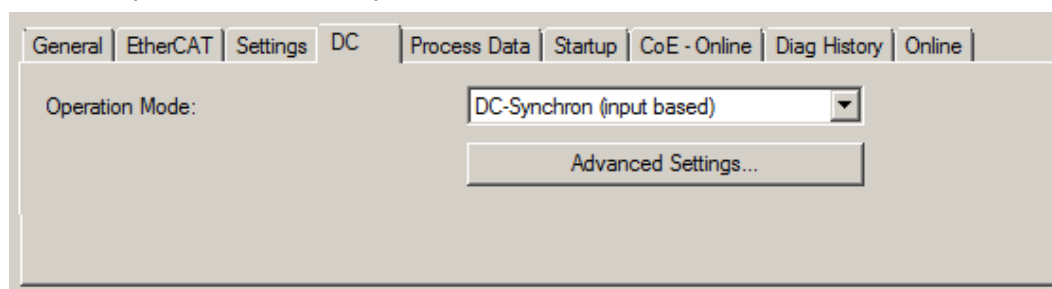 General EtherCAT Settings DC Process Data Startup CoE - Online Diag History Online
Operation Mode: DC-Synchron (input based)
Advanced Settings...